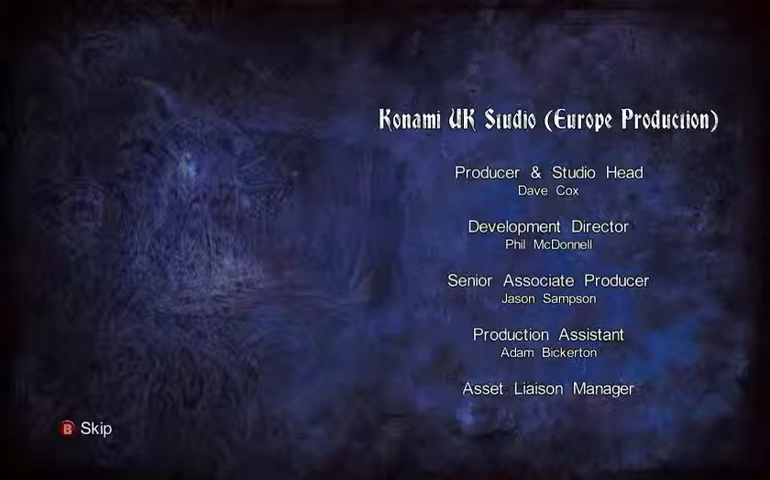 Konami UK Studio (Europe Production)
Producer & Studio Head
Dave Cox
Development Director
Phil McDonnell
Senior Associate Producer
Jason Sampson
Production Assistant
Adam Bickerton
Asset Liaison Manager
B Skip